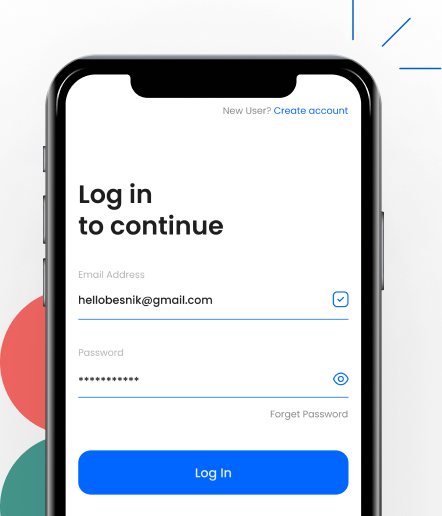 New User? Create account
Log in
to continue
Email Address
hellobesnik@gmail.com
Password
***********
Forget Password
Log In